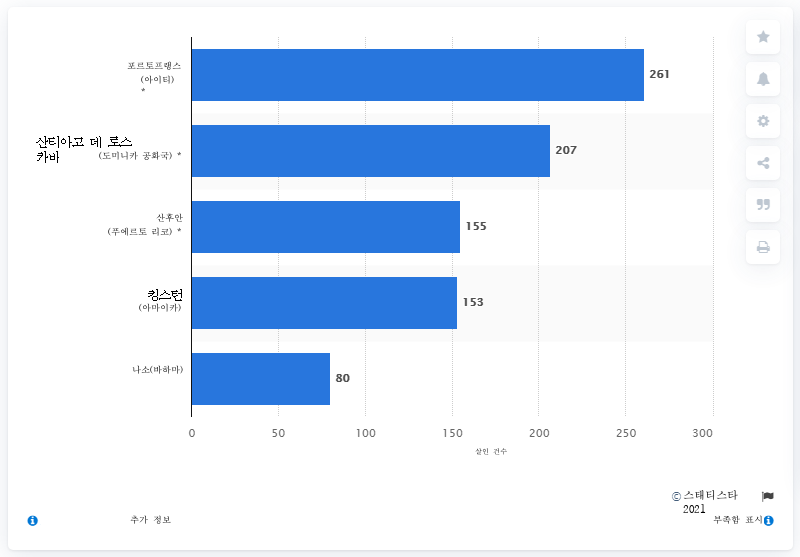 포르토프랭스
(아이티)
*
261
산티아고 데 로스
카바
(도미니카 공화국) *
207
산후안
(푸에르토 리코) *
155
킹스턴
(아마이카)
153
나소(바하마)
80
0 50 100 150 200 250 300
살인 건수
© 스태티스타
2021
추가 정보
부족함 표시